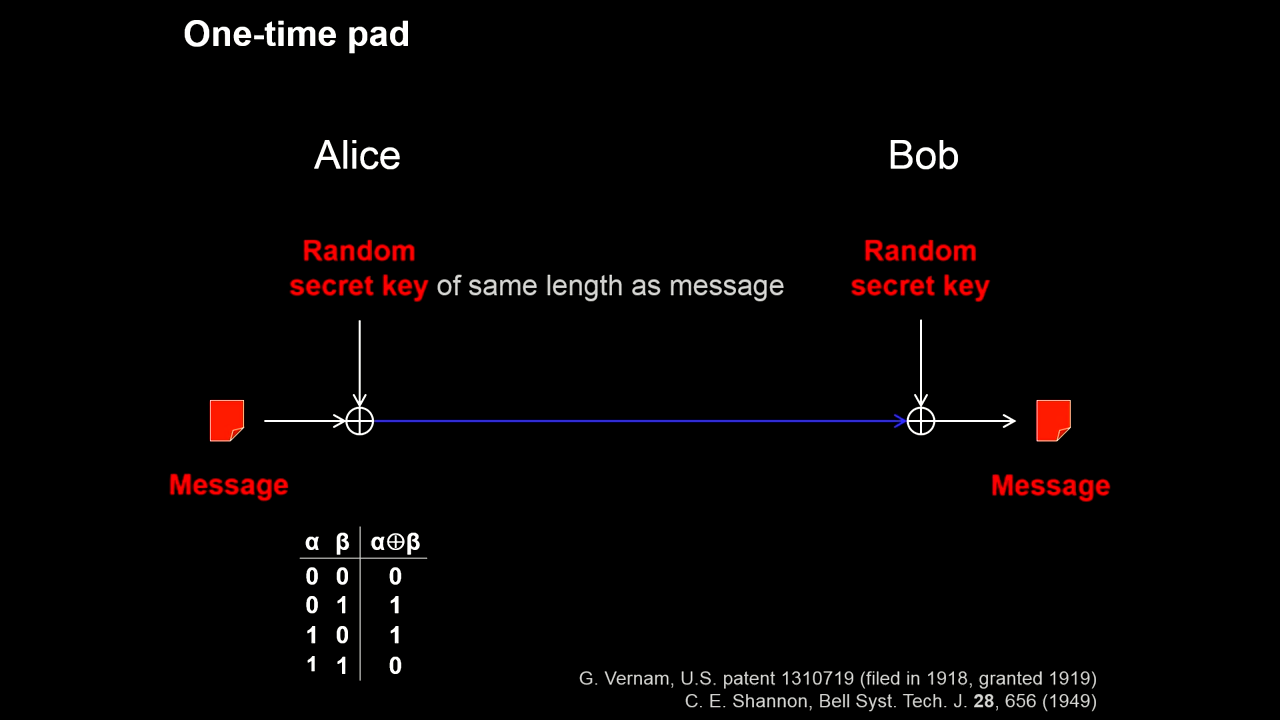 One-time pad
Alice
Bob
Random
secret key of same length as message
Random
secret key
Message
Message
α β α⊕β
0 0 0
0 1 1
1 0 1
1 1 0
G. Vernam, U.S. patent 1310719 (filed in 1918, granted 1919)
C. E. Shannon, Bell Syst. Tech. J. 28, 656 (1949)